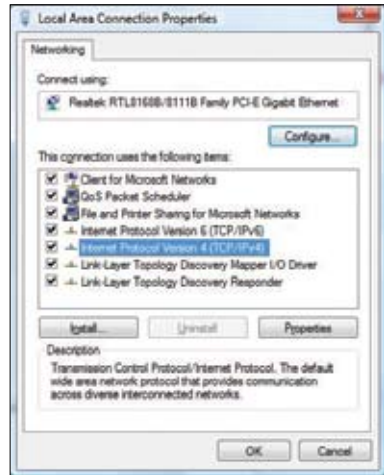 Local Area Connection Properties
Networking
Connect using:
Realtek RTL8168B/8111B Family PCI-E Gigabit Ethernet
Configure...
This connection uses the following items:
Client for Microsoft Networks
QoS Packet Scheduler
File and Printer Sharing for Microsoft Networks
Internet Protocol Version 6 (TCP/IPv6)
Internet Protocol Version 4 (TCP/IPv4)
Link-Layer Topology Discovery Mapper I/O Driver
Link-Layer Topology Discovery Responder
Install... Uninstall Properties
Description
Transmission Control Protocol/Internet Protocol. The default
wide area network protocol that provides communication
across diverse interconnected networks.
OK Cancel